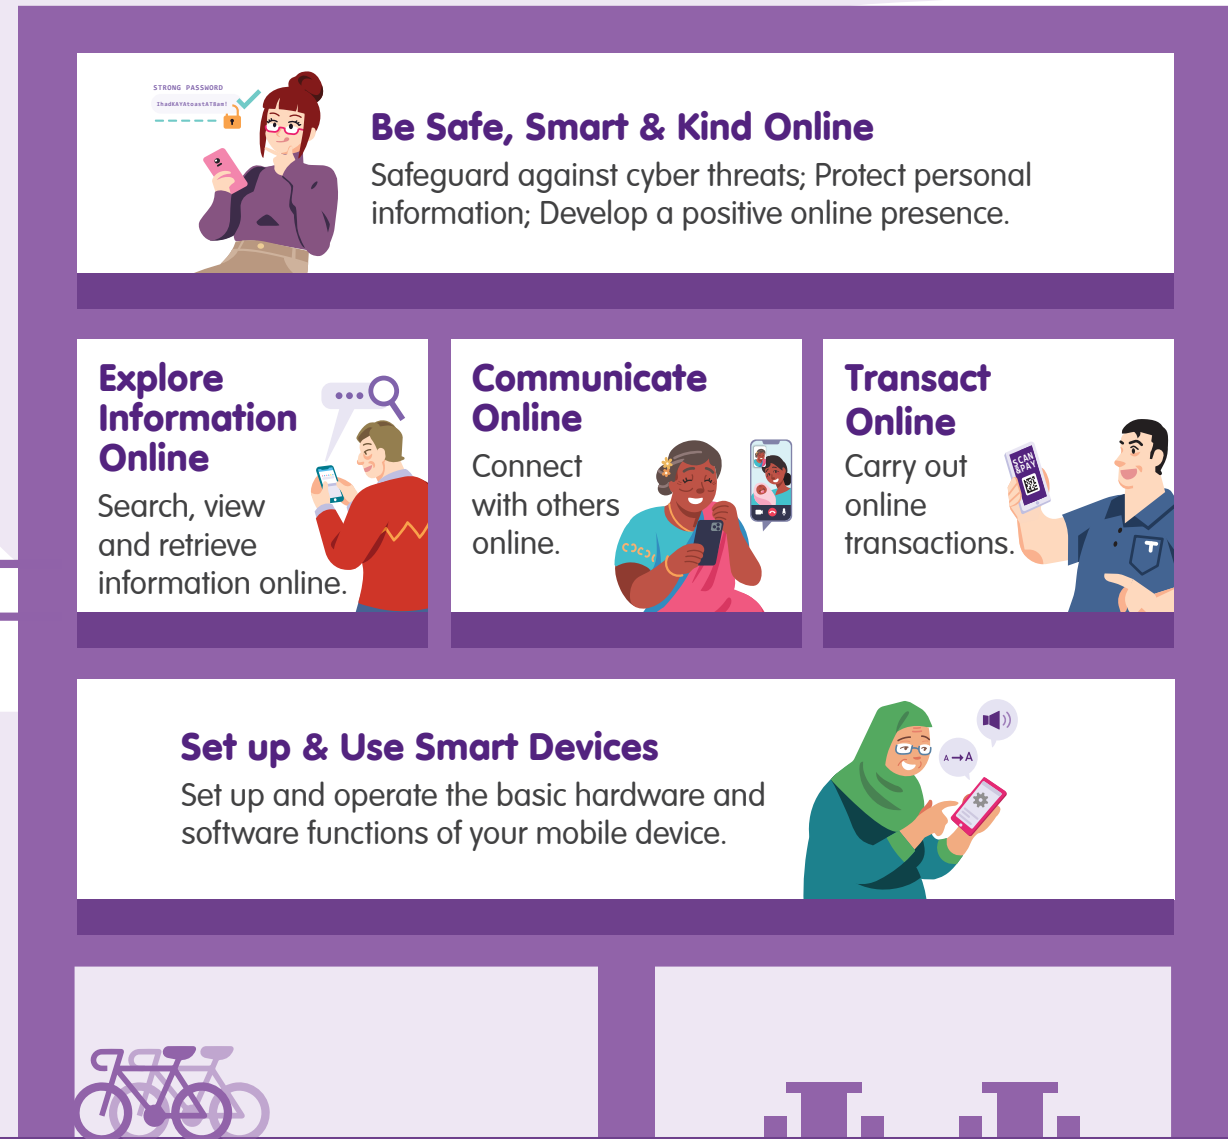 STRONG PASSWORD
IhadKAYAtoastAT8am!
Be Safe, Smart & Kind Online
Safeguard against cyber threats; Protect personal
information; Develop a positive online presence.
Explore
Information
Online
Search, view
and retrieve
information online.
Communicate
Online
Connect
with others
online.
Transact
Online
Carry out
online
transactions.
SCAN
&PAY
T
Set up & Use Smart Devices
Set up and operate the basic hardware and
software functions of your mobile device.
A→A